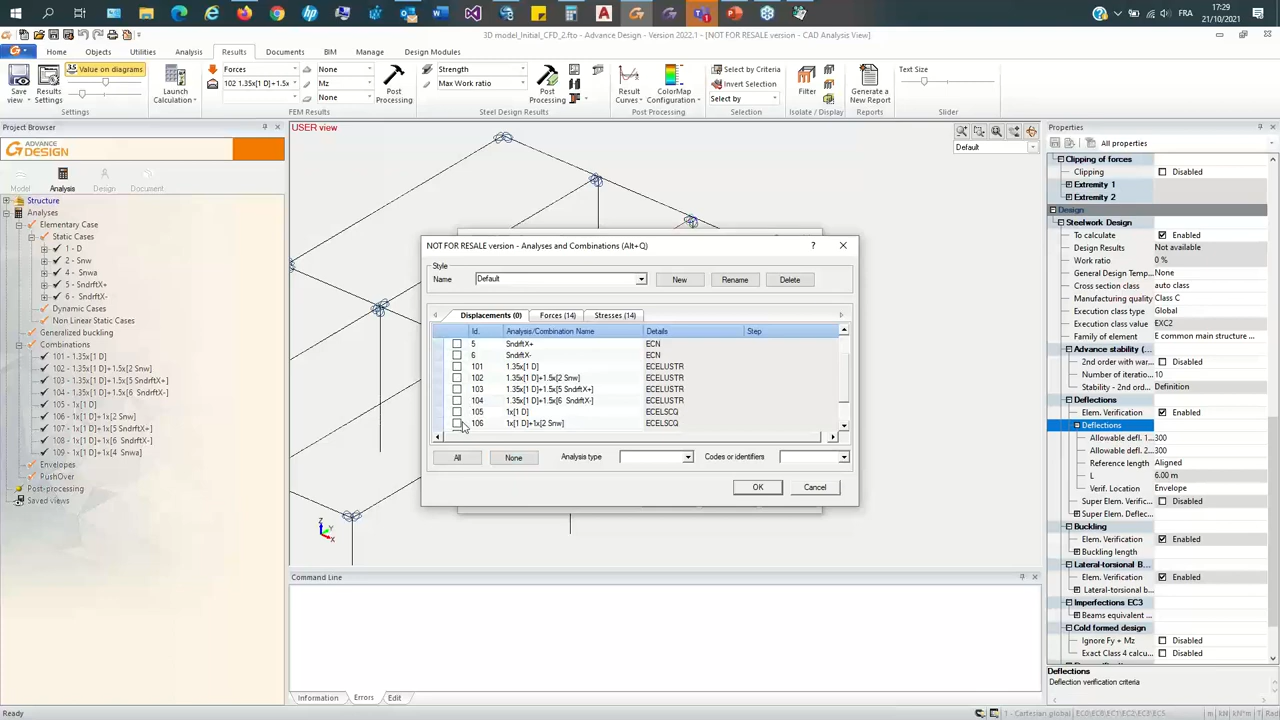 17:29
FRA
21/10/2021
3D model_Initial_CFD_2.fto - Advance Design - Version 2022.1 - [NOT FOR RESALE version - CAD Analysis View]
Home Objects Utilities Analysis Results Documents BIM Manage Design Modules
Save view
Results Settings
Value on diagrams
Settings
Launch Calculation
Forces
102 1.35x[1 D]+1.5x
None
Mz
None
Post Processing
FEM Results
Strength
Max Work ratio
Post Processing
Steel Design Results
Result Curves
ColorMap Configuration
Post Processing
Select by Criteria
Invert Selection
Select by
Selection
Filter
Isolate / Display
Generate a New Report
Reports
Text Size
Slider
Project Browser
ADVANCE DESIGN
Model Analysis Design Document
Structure
Analyses
Elementary Case
Static Cases
1 - D
2 - Snw
4 - Snwa
5 - SndrftX+
6 - SndrftX-
Dynamic Cases
Non Linear Static Cases
Generalized buckling
Combinations
101 - 1.35x[1 D]
102 - 1.35x[1 D]+1.5x[2 Snw]
103 - 1.35x[1 D]+1.5x[5 SndrftX+]
104 - 1.35x[1 D]+1.5x[6 SndrftX-]
105 - 1x[1 D]
106 - 1x[1 D]+1x[2 Snw]
107 - 1x[1 D]+1x[5 SndrftX+]
108 - 1x[1 D]+1x[6 SndrftX-]
109 - 1x[1 D]+1x[4 Snwa]
Envelopes
PushOver
Post-processing
Saved views
USER view
Default
NOT FOR RESALE version - Analyses and Combinations (Alt+Q)
Style
Name Default New Rename Delete
Displacements (0) Forces (14) Stresses (14)
Id. Analysis/Combination Name Details Step
5 SndrftX+ ECN
6 SndrftX- ECN
101 1.35x[1 D] ECELUSTR
102 1.35x[1 D]+1.5x[2 Snw] ECELUSTR
103 1.35x[1 D]+1.5x[5 SndrftX+] ECELUSTR
104 1.35x[1 D]+1.5x[6 SndrftX-] ECELUSTR
105 1x[1 D] ECELSCQ
106 1x[1 D]+1x[2 Snw] ECELSCQ
All None Analysis type Codes or identifiers
OK Cancel
Z
Y
X
Command Line
Information Errors Edit
Properties
All properties
Clipping of forces
Clipping Disabled
Extremity 1
Extremity 2
Design
Steelwork Design
To calculate Enabled
Design Results Not available
Work ratio 0 %
General Design Temp... None
Cross section class auto
Manufacturing quality Class C
Execution class type Global
Execution class value EXC2
Family of element E common main structure ...
Advance stability (
2nd order with war... Disabled
Number of iteration 10
Stability - 2nd order Definition
Deflections
Elem. Verification Enabled
Deflections
Allowable defl. 1... 300
Allowable defl. 2... 300
Reference length Aligned
L 6.00 m
Verif. Location Envelope
Super Elem. Verific... Disabled
Super Elem. Deflec...
Buckling
Elem. Verification Enabled
Buckling length
Lateral-torsional B...
Elem. Verification Enabled
Lateral-torsional b...
Imperfections EC3
Beams equivalent ...
Cold formed design
Ignore Fy + Mz Disabled
Exact Class 4 calcu... Disabled
Deflections
Deflection verification criteria
Ready
1 - Cartesian global